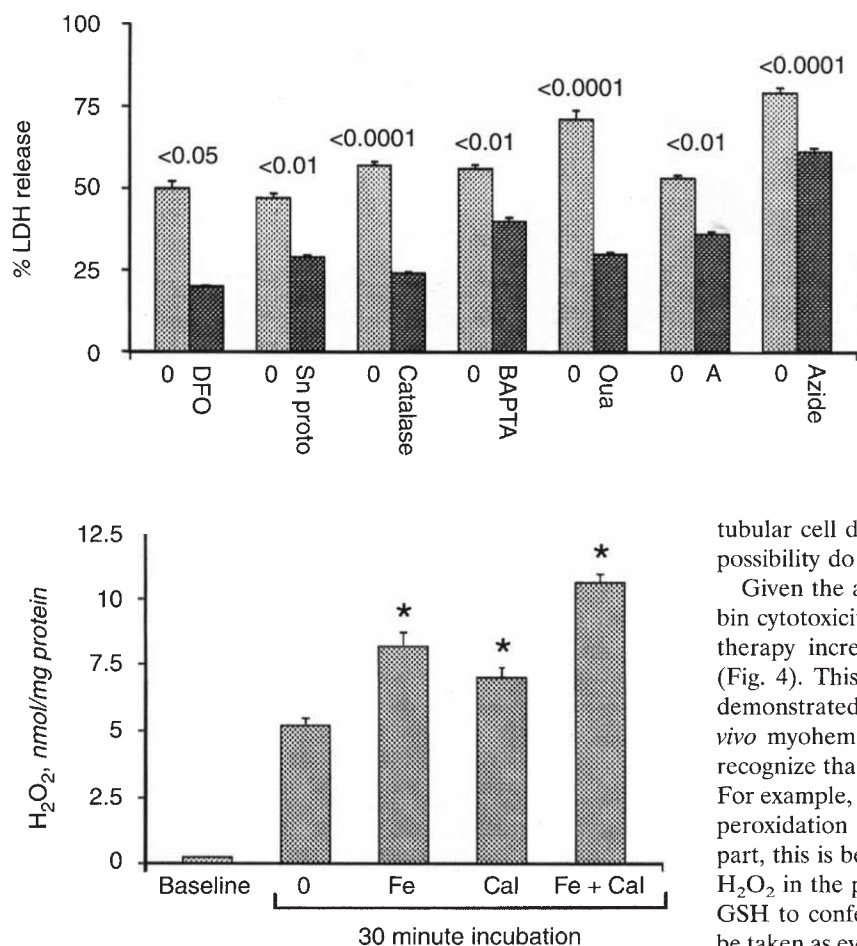 100
75
50
25
0
% LDH release
<0.05
<0.01
<0.0001
<0.01
<0.0001
<0.01
<0.0001
0 DFO 0 Sn proto 0 Catalase 0 BAPTA 0 Oua 0 A 0 Azide
12.5
10
7.5
5
2.5
0
H₂O₂, nmol/mg protein
*
*
*
Baseline 0 Fe Cal Fe + Cal
30 minute incubation
tubular cell d
possibility do
Given the a
bin cytotoxicit
therapy incre
(Fig. 4). This
demonstrated
vivo myohem
recognize tha
For example,
peroxidation
part, this is be
H₂O₂ in the p
GSH to confe
be taken as ev